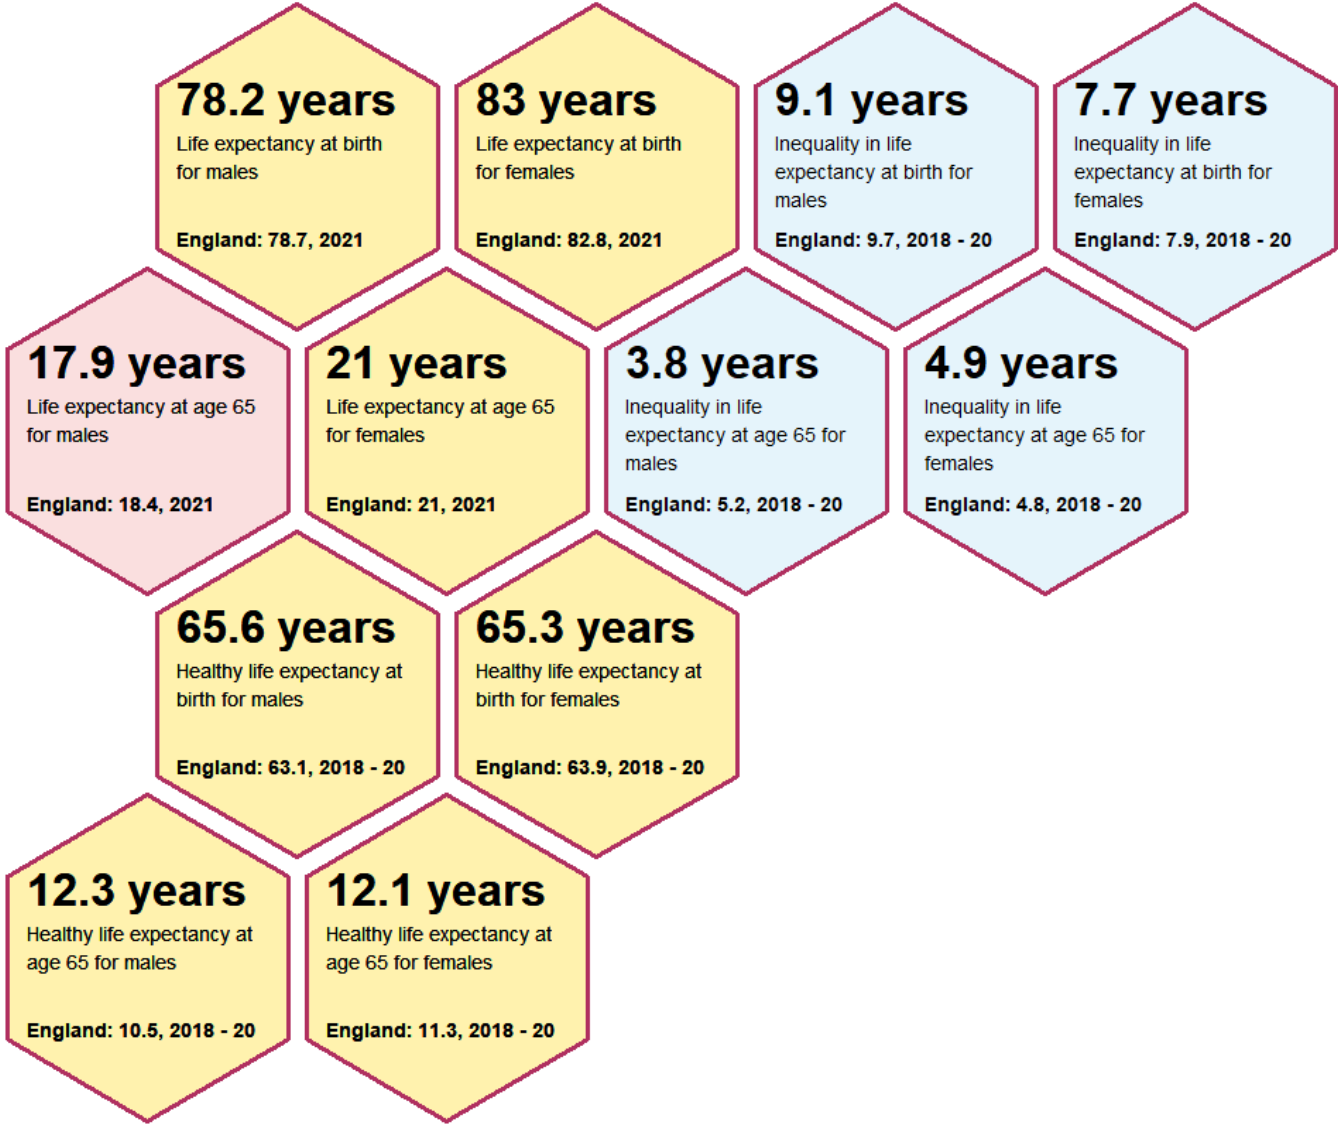 78.2 years
Life expectancy at birth
for males
England: 78.7, 2021
83 years
Life expectancy at birth
for females
England: 82.8, 2021
9.1 years
Inequality in life
expectancy at birth for
males
England: 9.7, 2018 - 20
7.7 years
Inequality in life
expectancy at birth for
females
England: 7.9, 2018 - 20
17.9 years
Life expectancy at age 65
for males
England: 18.4, 2021
21 years
Life expectancy at age 65
for females
England: 21, 2021
3.8 years
Inequality in life
expectancy at age 65 for
males
England: 5.2, 2018 - 20
4.9 years
Inequality in life
expectancy at age 65 for
females
England: 4.8, 2018 - 20
65.6 years
Healthy life expectancy at
birth for males
England: 63.1, 2018 - 20
65.3 years
Healthy life expectancy at
birth for females
England: 63.9, 2018 - 20
12.3 years
Healthy life expectancy at
age 65 for males
England: 10.5, 2018 - 20
12.1 years
Healthy life expectancy at
age 65 for females
England: 11.3, 2018 - 20